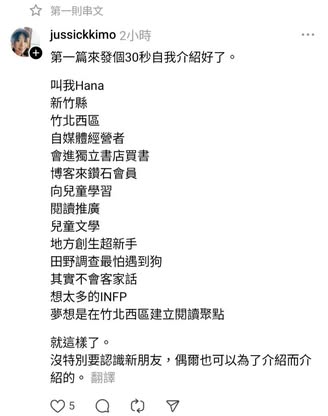 第一則串文
jussickkimo 2小時
第一篇來發個30秒自我介紹好了。
叫我Hana
新竹縣
竹北西區
自媒體經營者
會進獨立書店買書
博客來鑽石會員
向兒童學習
閱讀推廣
兒童文學
地方創生超新手
田野調查最怕遇到狗
其實不會客家話
想太多的INFP
夢想是在竹北西區建立閱讀聚點
就這樣了。
沒特別要認識新朋友，偶爾也可以為了介紹而介
紹的。 翻譯
5